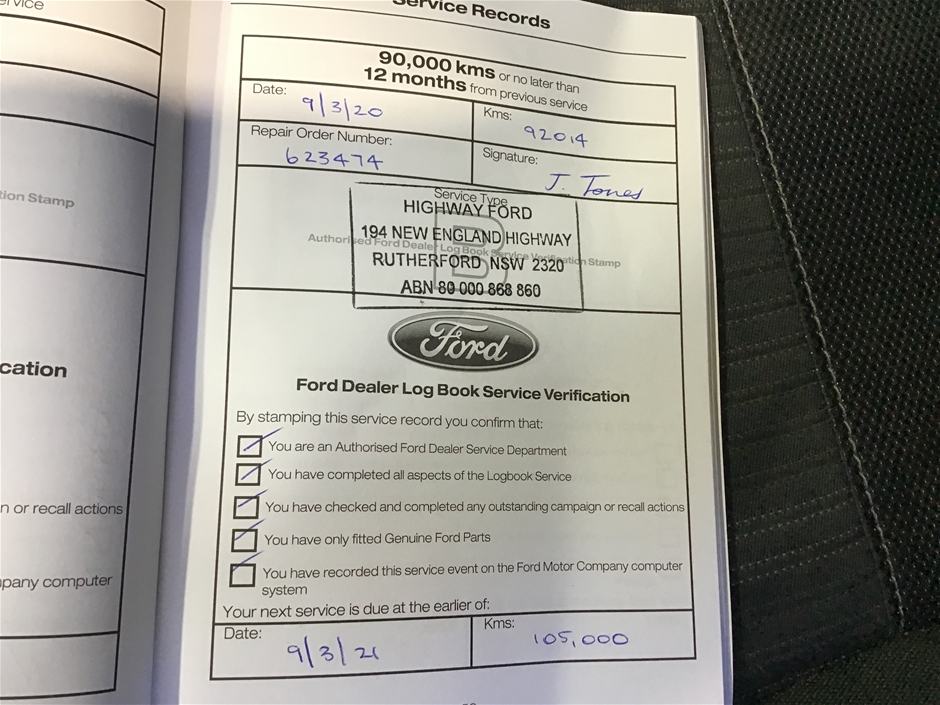 Service Records
90,000 kms or no later than
12 months from previous service
Date:
9/3/20
Kms:
92014
Repair Order Number:
623474
Signature:
J. Jones
Service Type
B
Authorised Ford Dealer Log Book Service Verification Stamp
HIGHWAY FORD
194 NEW ENGLAND HIGHWAY
RUTHERFORD NSW 2320
ABN 80 000 868 860
Ford
Ford Dealer Log Book Service Verification
By stamping this service record you confirm that:
You are an Authorised Ford Dealer Service Department
You have completed all aspects of the Logbook Service
You have checked and completed any outstanding campaign or recall actions
You have only fitted Genuine Ford Parts
You have recorded this service event on the Ford Motor Company computer
system
Your next service is due at the earlier of:
Date:
9/3/21
Kms:
105,000
tion Stamp
cation
n or recall actions
pany computer